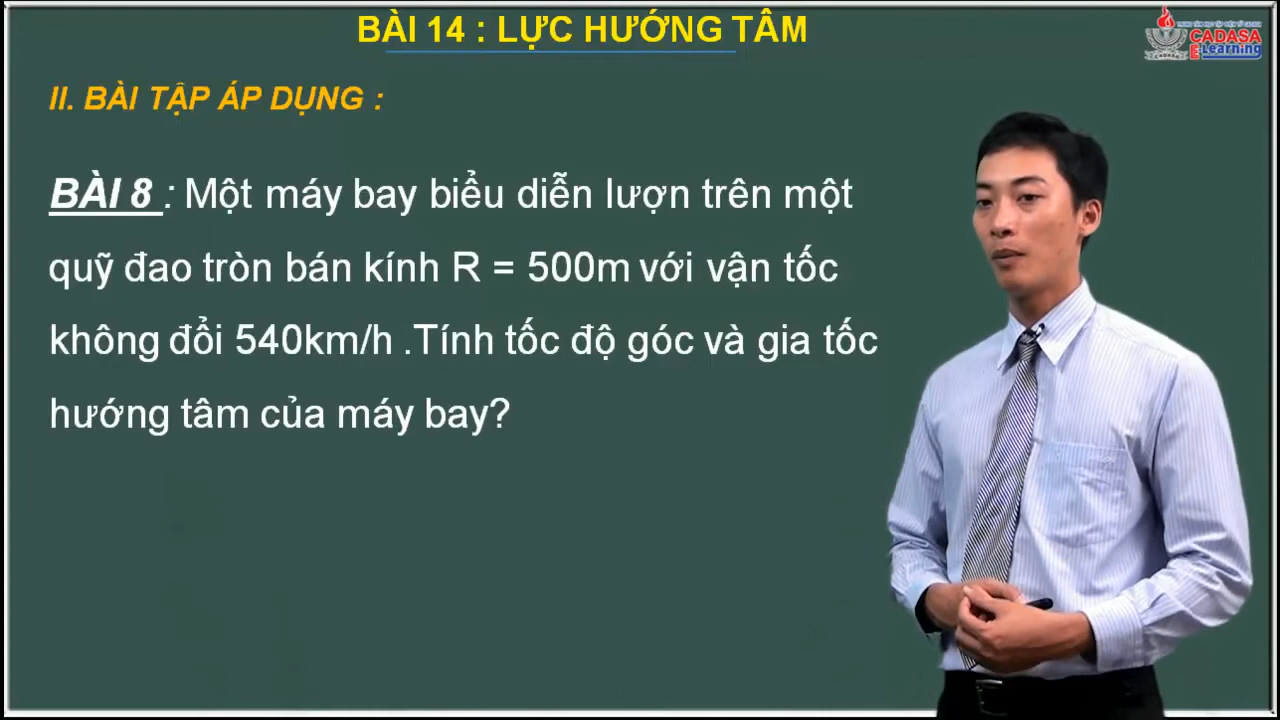 BÀI 14 : LỰC HƯỚNG TÂM
CADASA
E Learning
II. BÀI TẬP ÁP DỤNG :
BÀI 8 : Một máy bay biểu diễn lượn trên một
quỹ đao tròn bán kính R = 500m với vận tốc
không đổi 540km/h .Tính tốc độ góc và gia tốc
hướng tâm của máy bay?